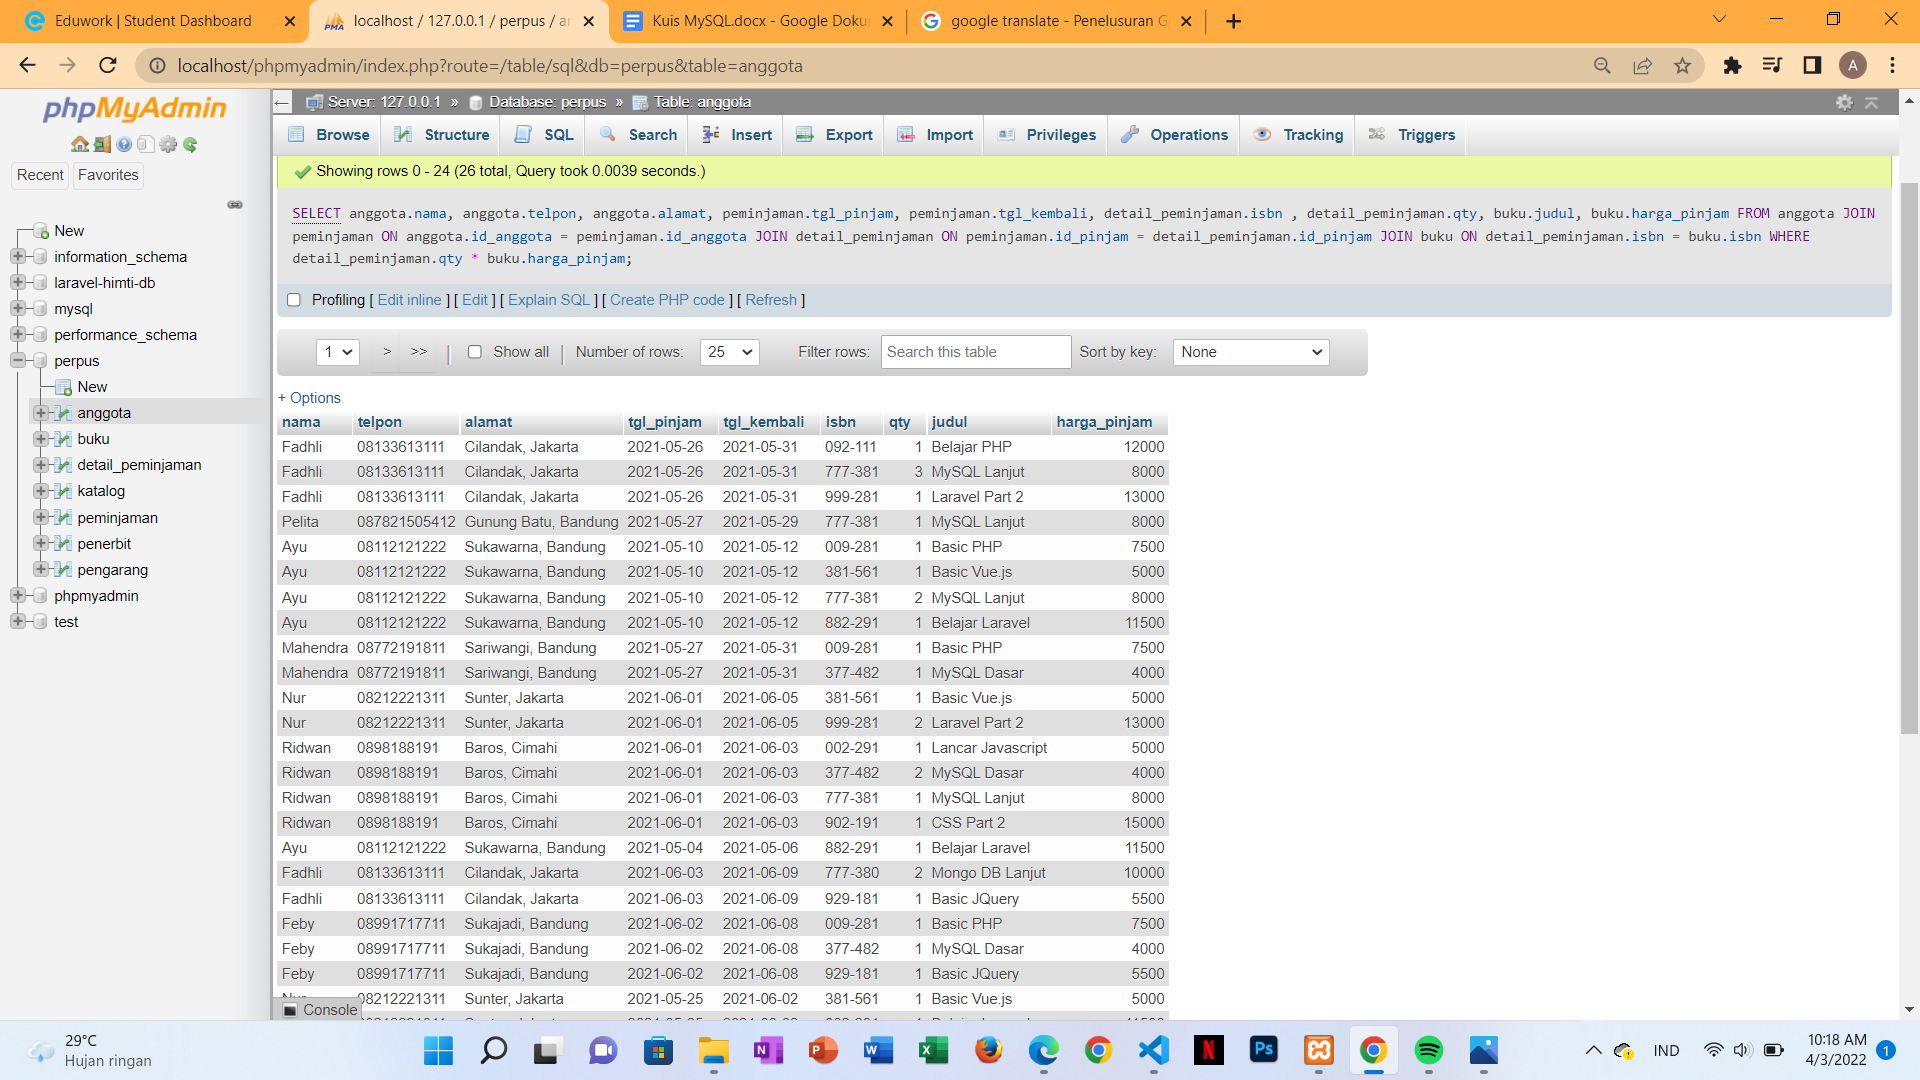 Eduwork | Student Dashboard
localhost / 127.0.0.1 / perpus / an
Kuis MySQL.docx - Google Doku
google translate - Penelusuran G
localhost/phpmyadmin/index.php?route=/table/sql&db=perpus&table=anggota
A
phpMyAdmin
Recent
Favorites
New
information_schema
laravel-himti-db
mysql
performance_schema
perpus
New
anggota
buku
detail_peminjaman
katalog
peminjaman
penerbit
pengarang
phpmyadmin
test
Server: 127.0.0.1 » Database: perpus » Table: anggota
Browse Structure SQL Search Insert Export Import Privileges Operations Tracking Triggers
Showing rows 0 - 24 (26 total, Query took 0.0039 seconds.)
SELECT anggota.nama, anggota.telpon, anggota.alamat, peminjaman.tgl_pinjam, peminjaman.tgl_kembali, detail_peminjaman.isbn , detail_peminjaman.qty, buku.judul, buku.harga_pinjam FROM anggota JOIN
peminjaman ON anggota.id_anggota = peminjaman.id_anggota JOIN detail_peminjaman ON peminjaman.id_pinjam = detail_peminjaman.id_pinjam JOIN buku ON detail_peminjaman.isbn = buku.isbn WHERE
detail_peminjaman.qty * buku.harga_pinjam;
Profiling [ Edit inline ] [ Edit ] [ Explain SQL ] [ Create PHP code ] [ Refresh ]
1 > >> | Show all | Number of rows: 25 Filter rows: Search this table Sort by key: None
+ Options
nama telpon alamat tgl_pinjam tgl_kembali isbn qty judul harga_pinjam
Fadhli 08133613111 Cilandak, Jakarta 2021-05-26 2021-05-31 092-111 1 Belajar PHP 12000
Fadhli 08133613111 Cilandak, Jakarta 2021-05-26 2021-05-31 777-381 3 MySQL Lanjut 8000
Fadhli 08133613111 Cilandak, Jakarta 2021-05-26 2021-05-31 999-281 1 Laravel Part 2 13000
Pelita 087821505412 Gunung Batu, Bandung 2021-05-27 2021-05-29 777-381 1 MySQL Lanjut 8000
Ayu 08112121222 Sukawarna, Bandung 2021-05-10 2021-05-12 009-281 1 Basic PHP 7500
Ayu 08112121222 Sukawarna, Bandung 2021-05-10 2021-05-12 381-561 1 Basic Vue.js 5000
Ayu 08112121222 Sukawarna, Bandung 2021-05-10 2021-05-12 777-381 2 MySQL Lanjut 8000
Ayu 08112121222 Sukawarna, Bandung 2021-05-10 2021-05-12 882-291 1 Belajar Laravel 11500
Mahendra 08772191811 Sariwangi, Bandung 2021-05-27 2021-05-31 009-281 1 Basic PHP 7500
Mahendra 08772191811 Sariwangi, Bandung 2021-05-27 2021-05-31 377-482 1 MySQL Dasar 4000
Nur 08212221311 Sunter, Jakarta 2021-06-01 2021-06-05 381-561 1 Basic Vue.js 5000
Nur 08212221311 Sunter, Jakarta 2021-06-01 2021-06-05 999-281 2 Laravel Part 2 13000
Ridwan 0898188191 Baros, Cimahi 2021-06-01 2021-06-03 002-291 1 Lancar Javascript 5000
Ridwan 0898188191 Baros, Cimahi 2021-06-01 2021-06-03 377-482 2 MySQL Dasar 4000
Ridwan 0898188191 Baros, Cimahi 2021-06-01 2021-06-03 777-381 1 MySQL Lanjut 8000
Ridwan 0898188191 Baros, Cimahi 2021-06-01 2021-06-03 902-191 1 CSS Part 2 15000
Ayu 08112121222 Sukawarna, Bandung 2021-05-04 2021-05-06 882-291 1 Belajar Laravel 11500
Fadhli 08133613111 Cilandak, Jakarta 2021-06-03 2021-06-09 777-380 2 Mongo DB Lanjut 10000
Fadhli 08133613111 Cilandak, Jakarta 2021-06-03 2021-06-09 929-181 1 Basic JQuery 5500
Feby 08991717711 Sukajadi, Bandung 2021-06-02 2021-06-08 009-281 1 Basic PHP 7500
Feby 08991717711 Sukajadi, Bandung 2021-06-02 2021-06-08 377-482 1 MySQL Dasar 4000
Feby 08991717711 Sukajadi, Bandung 2021-06-02 2021-06-08 929-181 1 Basic JQuery 5500
Nur 08212221311 Sunter, Jakarta 2021-05-25 2021-06-02 381-561 1 Basic Vue.js 5000
Console
29°C
Hujan ringan
IND
10:18 AM
4/3/2022
1